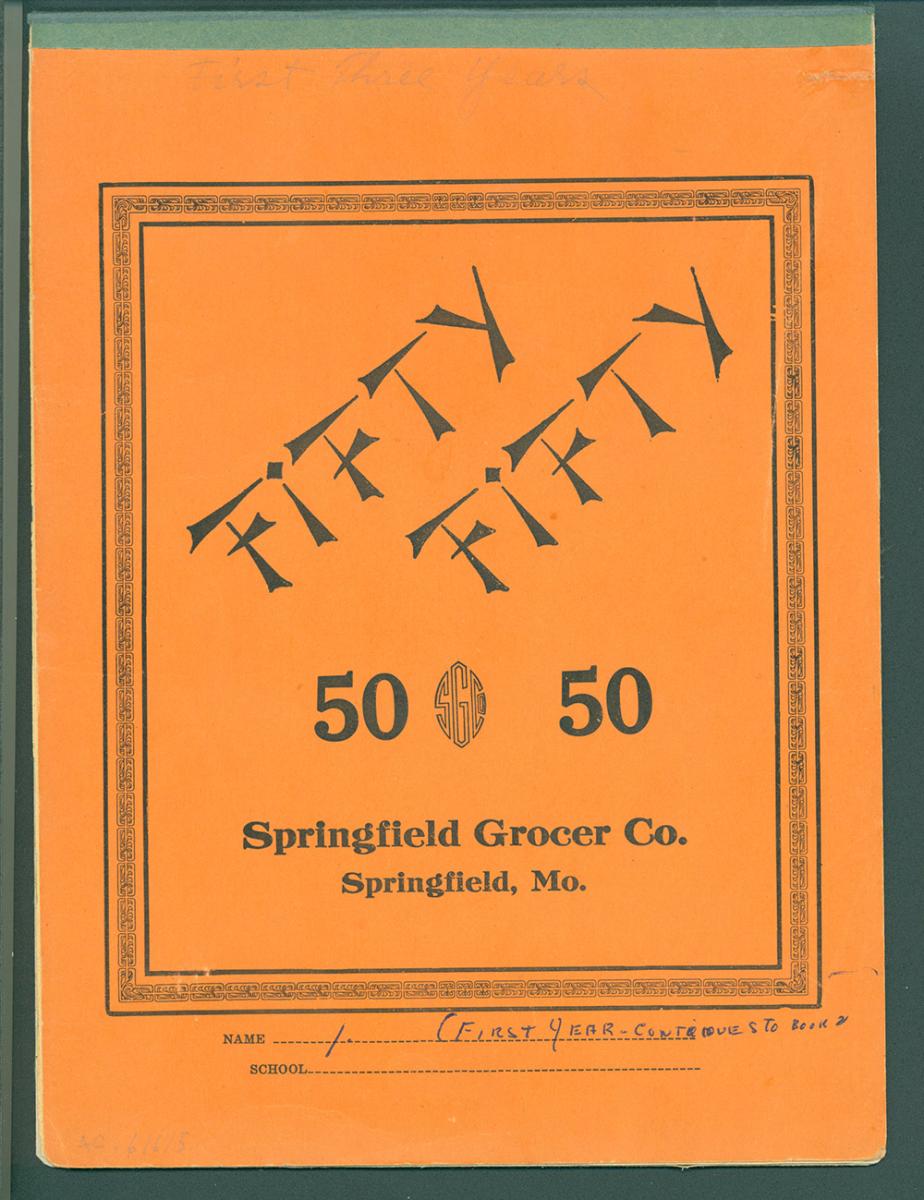 First Three Years
FiFTY FiFTY
50 SGCo 50
Springfield Grocer Co.
Springfield, Mo.
NAME 1. (FIRST YEAR - CONTINUES TO BOOK 2
SCHOOL